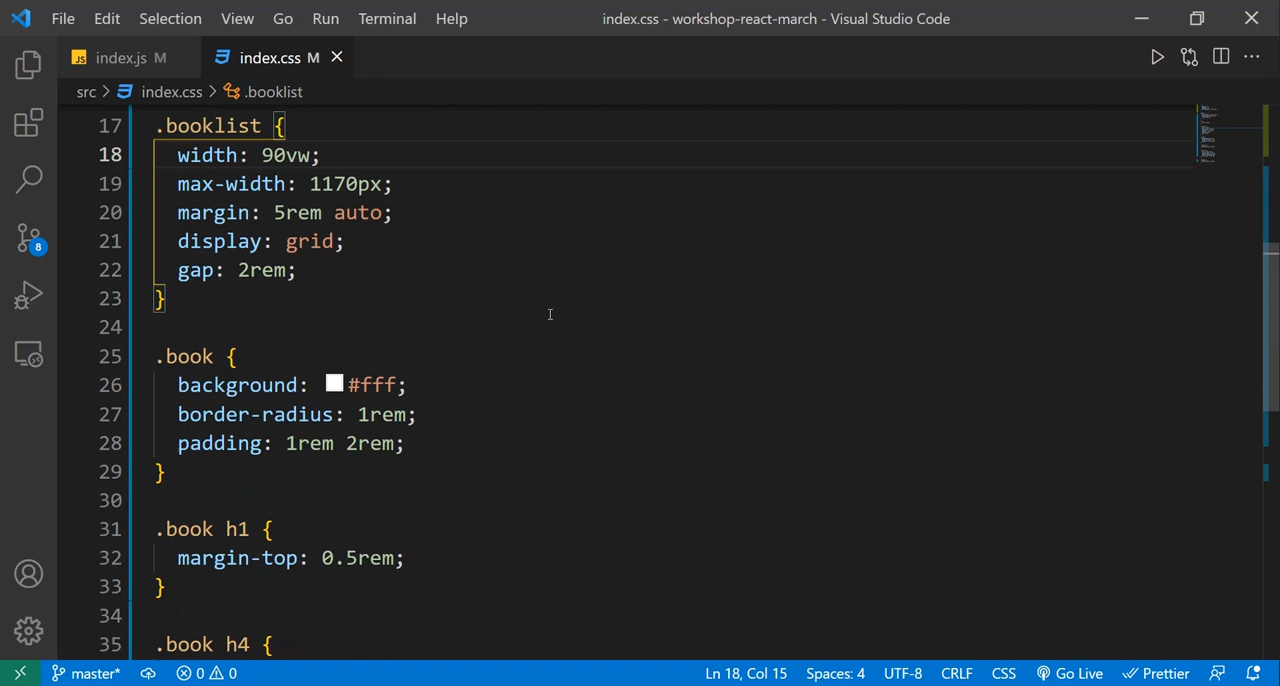 File Edit Selection View Go Run Terminal Help index.css - workshop-react-march - Visual Studio Code
JS index.js M index.css M
src > index.css > .booklist
17 .booklist {
18 width: 90vw;
19 max-width: 1170px;
20 margin: 5rem auto;
21 display: grid;
22 gap: 2rem;
23 }
24
25 .book {
26 background: #fff;
27 border-radius: 1rem;
28 padding: 1rem 2rem;
29 }
30
31 .book h1 {
32 margin-top: 0.5rem;
33 }
34
35 .book h4 {
8
master* 0 0 Ln 18, Col 15 Spaces: 4 UTF-8 CRLF CSS Go Live Prettier